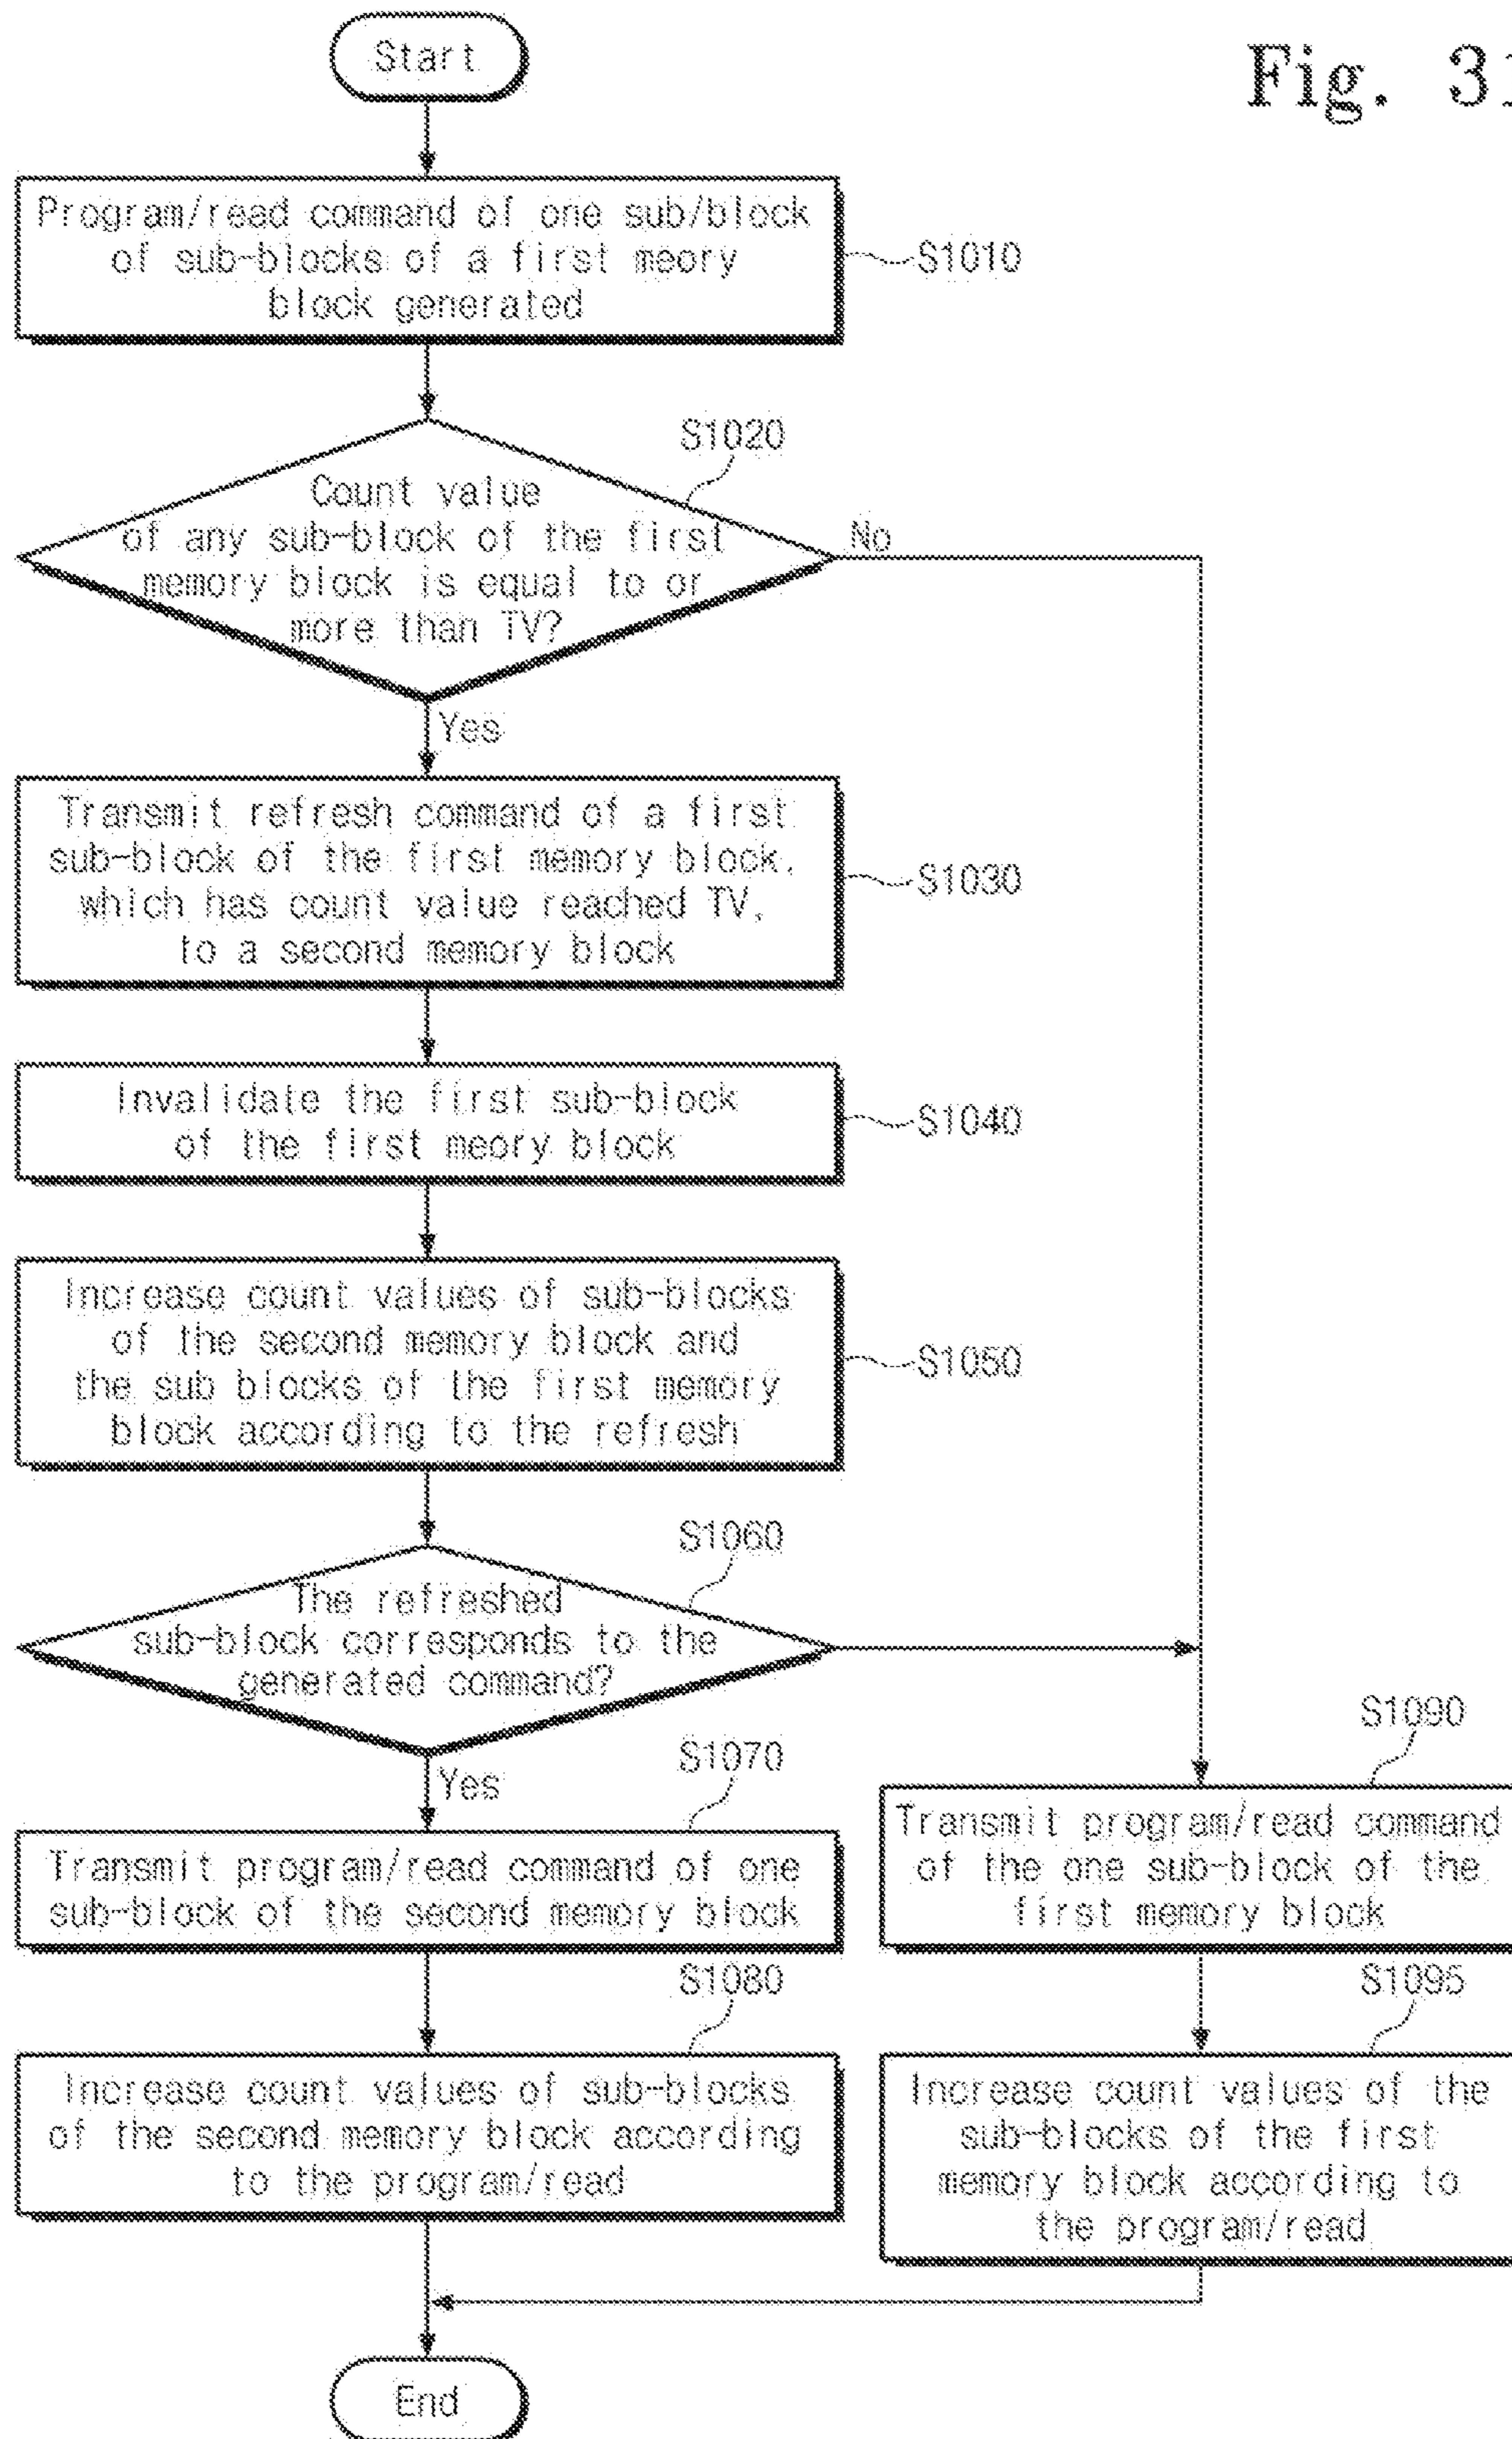 Fig. 31
Start
Program/read command of one sub/block
of sub-blocks of a first meory
block generated
S1010
S1020
Count value
of any sub-block of the first
memory block is equal to or
more than TV?
No
Yes
Transmit refresh command of a first
sub-block of the first memory block,
which has count value reached TV,
to a second memory block
S1030
Invalidate the first sub-block
of the first meory block
S1040
Increase count values of sub-blocks
of the second memory block and
the sub blocks of the first memory
block according to the refresh
S1050
S1060
The refreshed
sub-block corresponds to the
generated command?
Yes
S1070
Transmit program/read command of one
sub-block of the second memory block
S1090
Transmit program/read command
of the one sub-block of the
first memory block
S1080
Increase count values of sub-blocks
of the second memory block according
to the program/read
S1095
Increase count values of the
sub-blocks of the first
memory block according to
the program/read
End